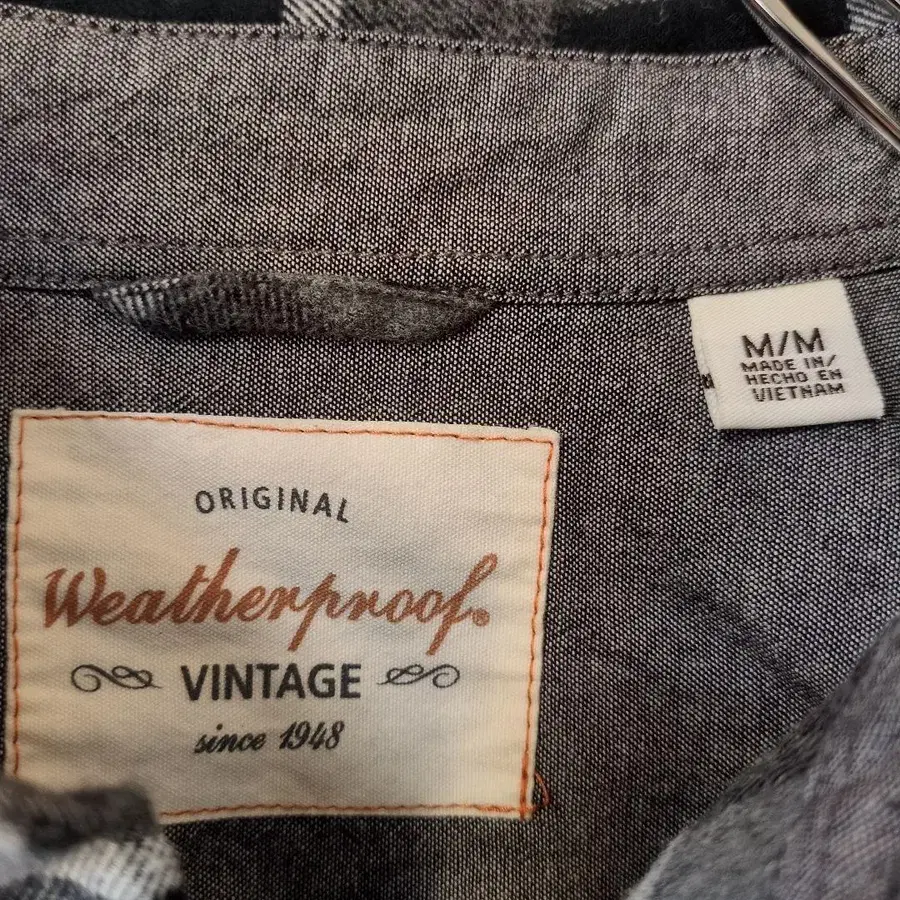 M/M
MADE IN/
HECHO EN
VIETNAM
ORIGINAL
Weatherproof®
VINTAGE
since 1948